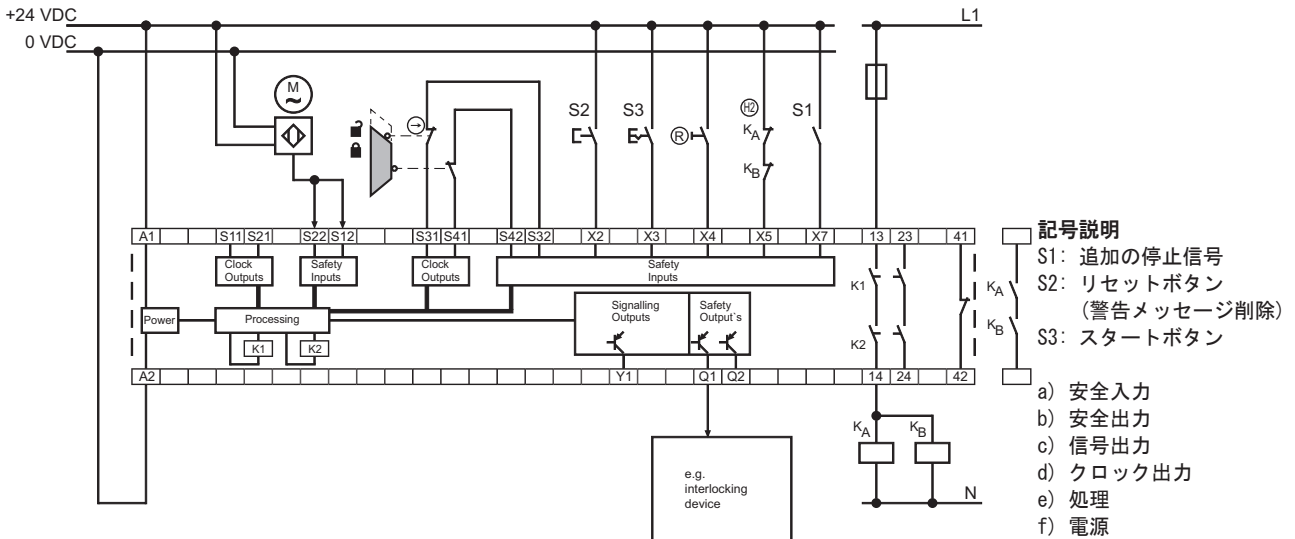 +24 VDC
L1
0 VDC
M
~
S2
S3
R
H2
KA
KB
S1
A1 S11 S21 S22 S12 S31 S41 S42 S32 X2 X3 X4 X5 X7 13 23 41
Clock Outputs
Safety Inputs
Clock Outputs
Safety Inputs
Power
Processing
K1
K2
Signalling Outputs
Safety Output`s
K1
K2
KA
KB
A2 Y1 Q1 Q2 14 24 42
KA
KB
e.g.
interlocking
device
N
記号説明
S1: 追加の停止信号
S2: リセットボタン
(警告メッセージ削除)
S3: スタートボタン
a) 安全入力
b) 安全出力
c) 信号出力
d) クロック出力
e) 処理
f) 電源